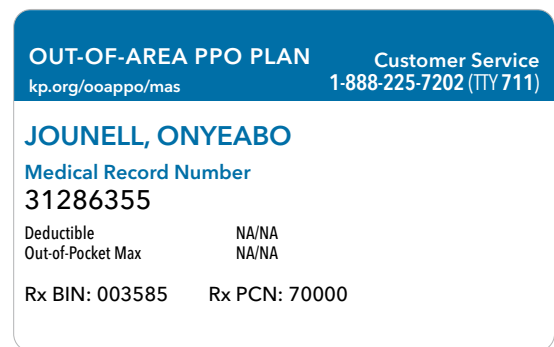 OUT-OF-AREA PPO PLAN
kp.org/ooappo/mas
Customer Service
1-888-225-7202 (TTY 711)
JOUNELL, ONYEABO
Medical Record Number
31286355
Deductible NA/NA
Out-of-Pocket Max NA/NA
Rx BIN: 003585 Rx PCN: 70000